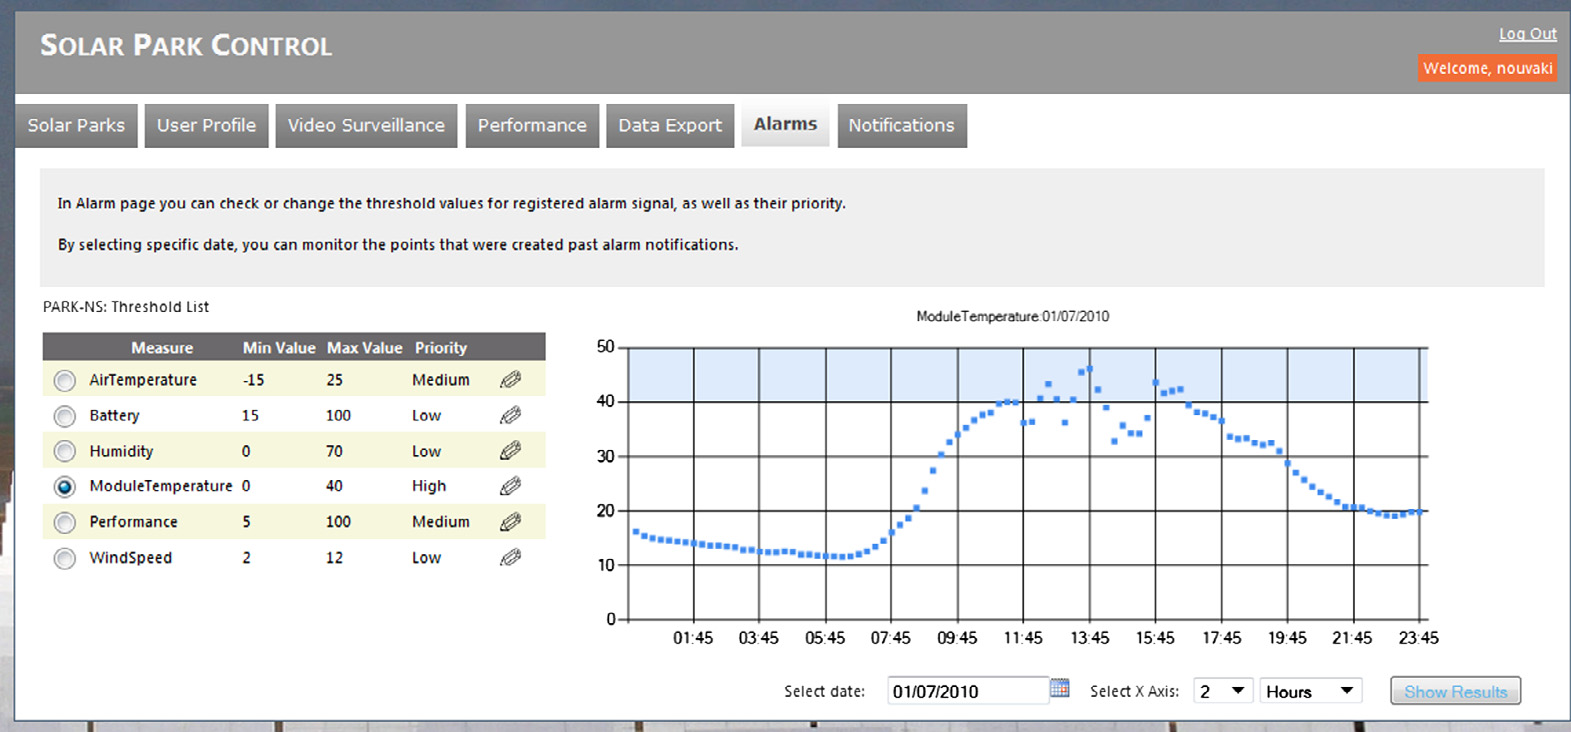 SOLAR PARK CONTROL
Log Out
Welcome, nouvaki
Solar Parks User Profile Video Surveillance Performance Data Export Alarms Notifications
In Alarm page you can check or change the threshold values for registered alarm signal, as well as their priority.
By selecting specific date, you can monitor the points that were created past alarm notifications.
PARK-NS: Threshold List
Measure Min Value Max Value Priority
AirTemperature -15 25 Medium
Battery 15 100 Low
Humidity 0 70 Low
ModuleTemperature 0 40 High
Performance 5 100 Medium
WindSpeed 2 12 Low
ModuleTemperature:01/07/2010
50
40
30
20
10
0
01:45 03:45 05:45 07:45 09:45 11:45 13:45 15:45 17:45 19:45 21:45 23:45
Select date: 01/07/2010 Select X Axis: 2 Hours Show Results